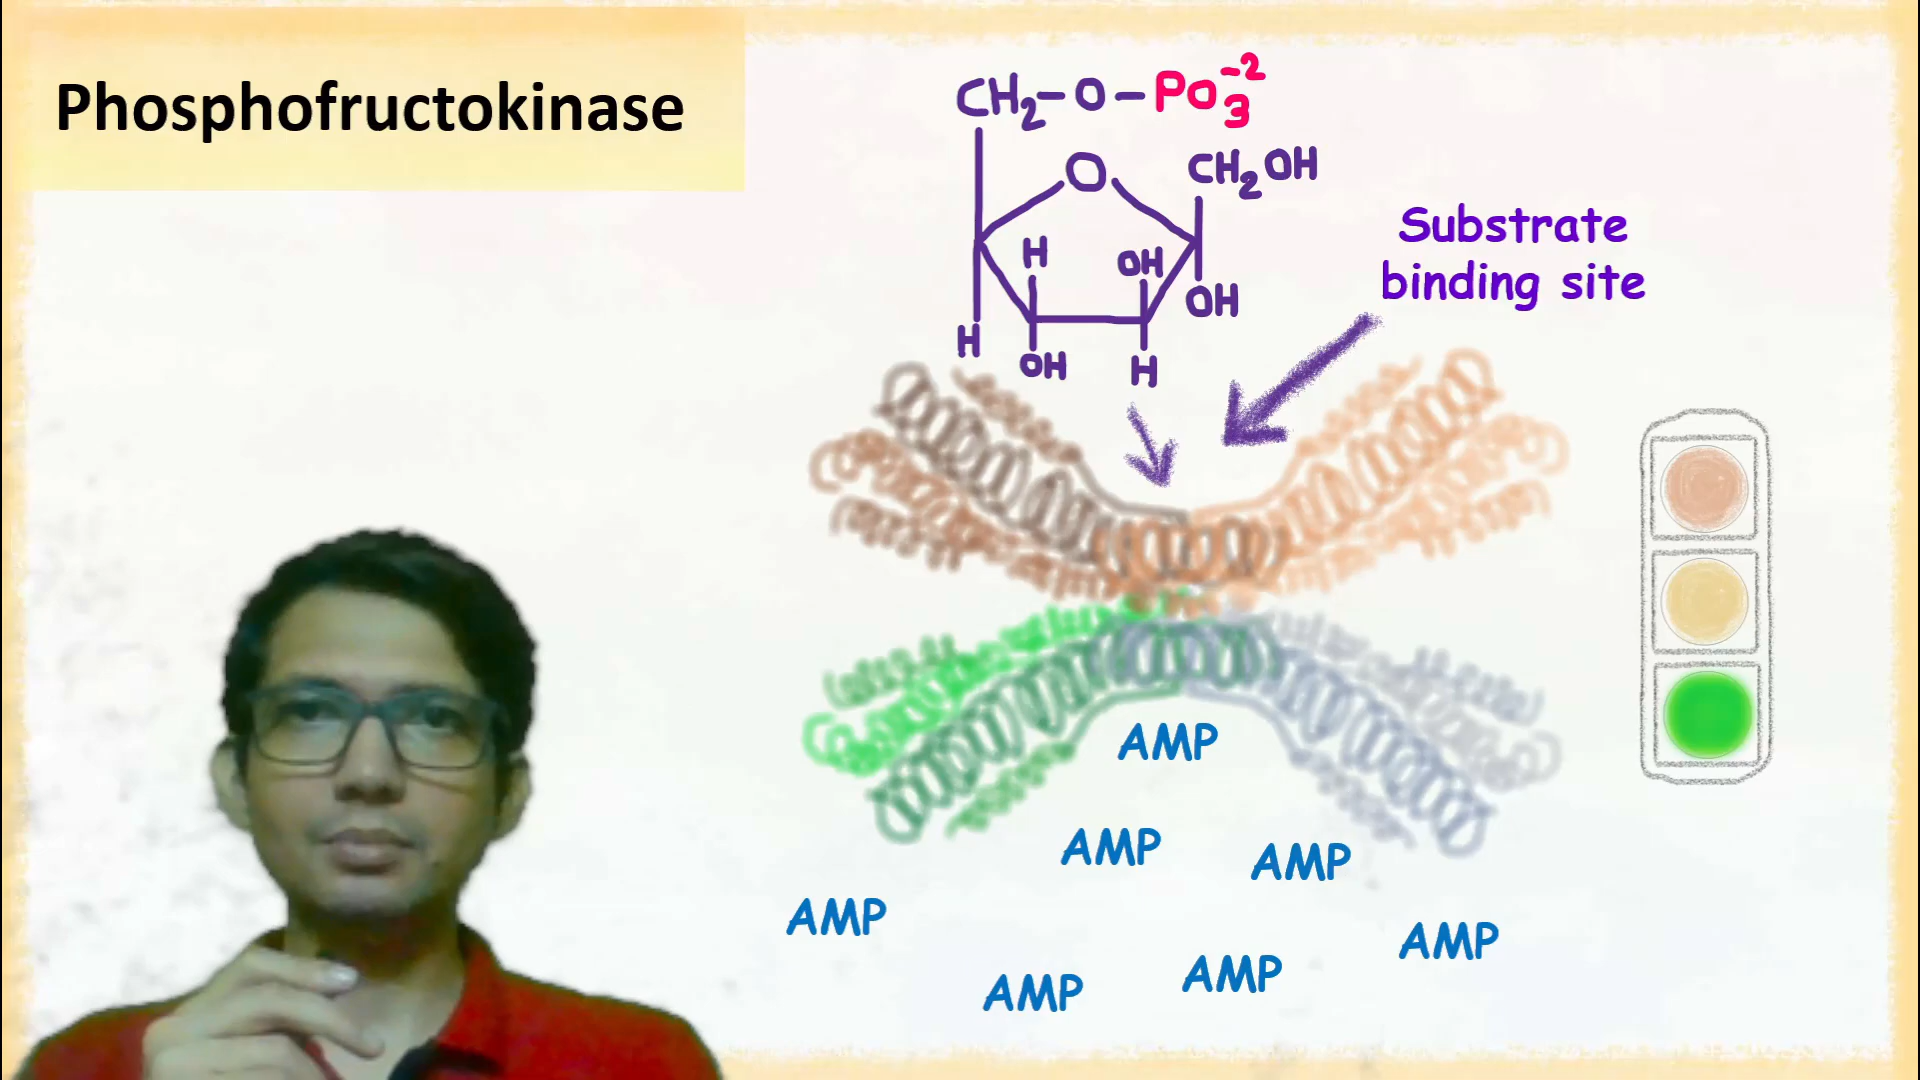 Phosphofructokinase
CH2-O-PO3-2
O
CH2OH
H
OH
OH
H
OH
H
Substrate
binding site
AMP
AMP
AMP
AMP
AMP
AMP
AMP